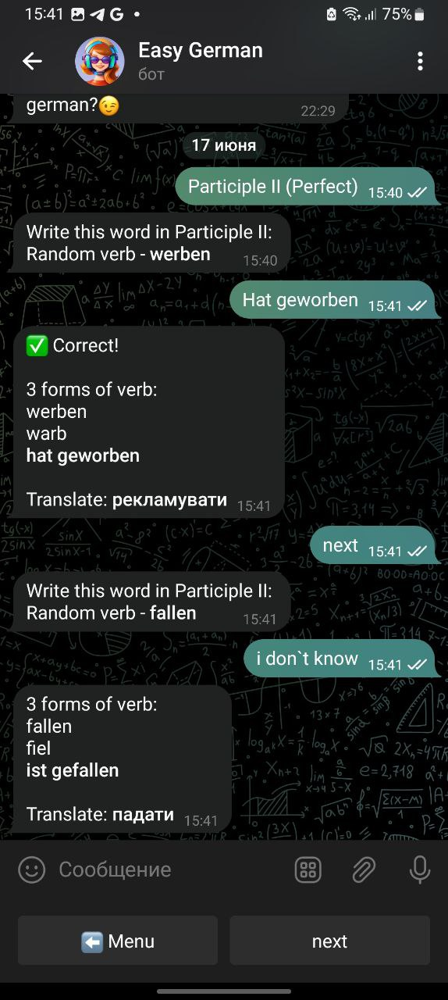 15:41
75%
Easy German
бот
german?😉 22:29
17 июня
Participle II (Perfect) 15:40
Write this word in Participle II:
Random verb - werben 15:40
Hat geworben 15:41
✅ Correct!
3 forms of verb:
werben
warb
hat geworben
Translate: рекламувати 15:41
next 15:41
Write this word in Participle II:
Random verb - fallen 15:41
i don`t know 15:41
3 forms of verb:
fallen
fiel
ist gefallen
Translate: падати 15:41
Сообщение
⬅️ Menu
next